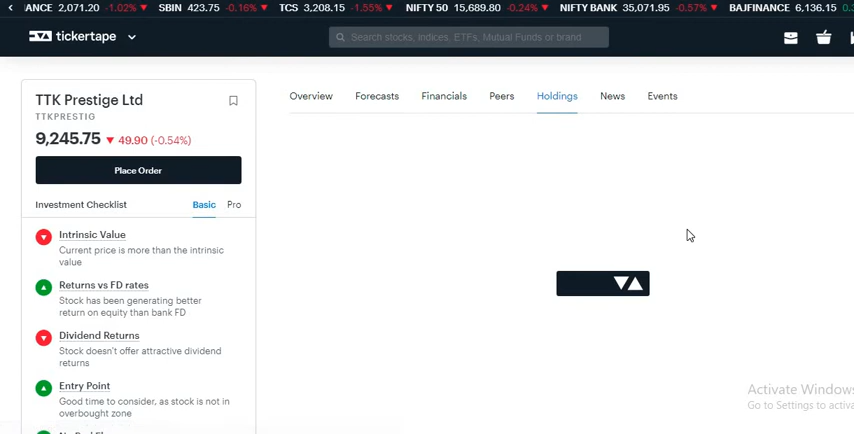 ANCE 2,071.20 -1.02% ▼ SBIN 423.75 -0.16% ▼ TCS 3,208.15 -1.55% ▼ NIFTY 50 15,689.80 -0.24% ▼ NIFTY BANK 35,071.95 -0.57% ▼ BAJFINANCE 6,136.15 0.3
tickertape
Search stocks, indices, ETFs, Mutual Funds or brand
TTK Prestige Ltd
TTKPRESTIG
9,245.75 ▼ 49.90 (-0.54%)
Place Order
Investment Checklist Basic Pro
Intrinsic Value
Current price is more than the intrinsic
value
Returns vs FD rates
Stock has been generating better
return on equity than bank FD
Dividend Returns
Stock doesn't offer attractive dividend
returns
Entry Point
Good time to consider, as stock is not in
overbought zone
Overview Forecasts Financials Peers Holdings News Events
Activate Windows
Go to Settings to activa